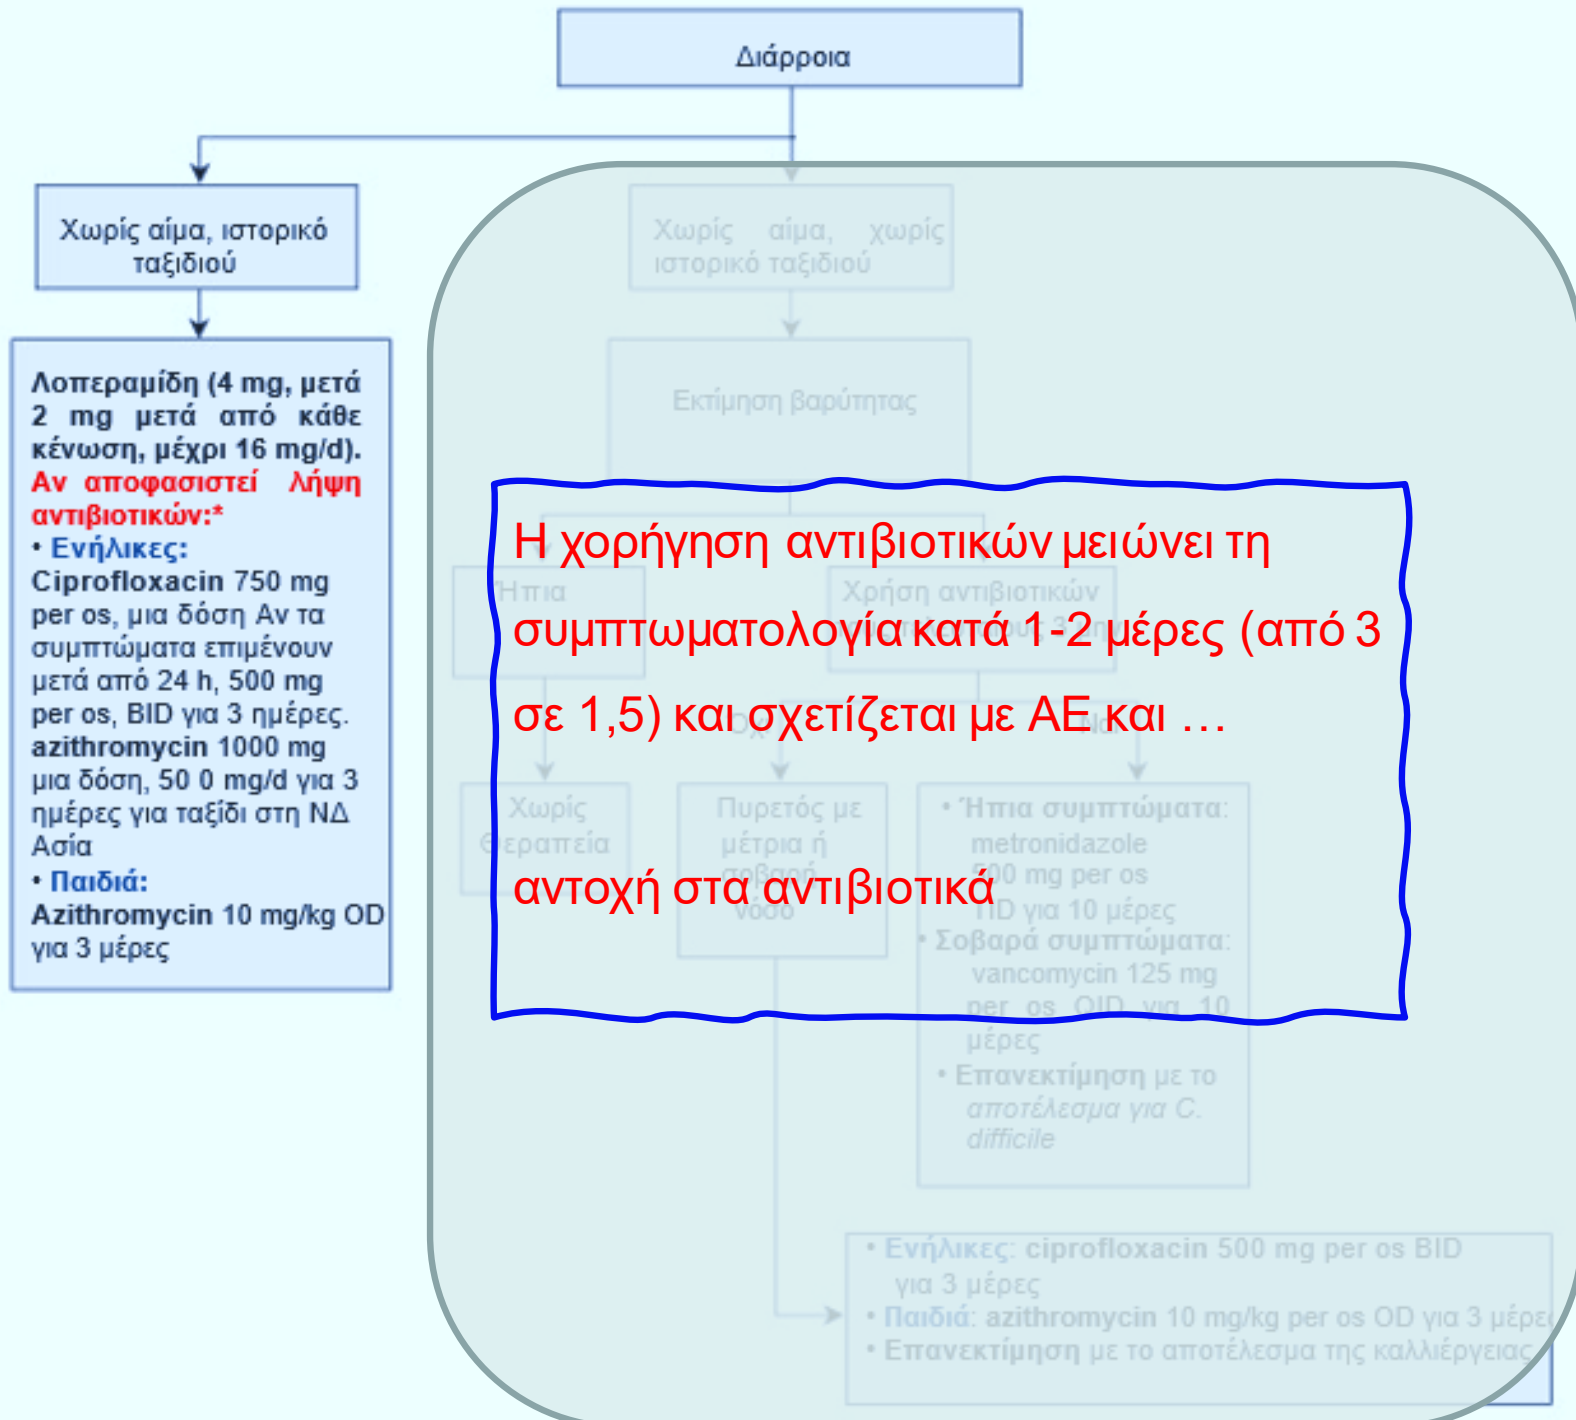 Διάρροια
Χωρίς αίμα, ιστορικό
ταξιδιού
Λοπεραμίδη (4 mg, μετά
2 mg μετά από κάθε
κένωση, μέχρι 16 mg/d).
Αν αποφασιστεί λήψη
αντιβιοτικών:*
• Ενήλικες:
Ciprofloxacin 750 mg
per os, μια δόση Αν τα
συμπτώματα επιμένουν
μετά από 24 h, 500 mg
per os, BID για 3 ημέρες.
azithromycin 1000 mg
μια δόση, 50 0 mg/d για 3
ημέρες για ταξίδι στη ΝΔ
Ασία
• Παιδιά:
Azithromycin 10 mg/kg OD
για 3 μέρες
Χωρίς αίμα, χωρίς
ιστορικό ταξιδιού
Εκτίμηση βαρύτητας
Η χορήγηση αντιβιοτικών μειώνει τη
συμπτωματολογία κατά 1-2 μέρες (από 3
σε 1,5) και σχετίζεται με ΑΕ και …
αντοχή στα αντιβιοτικά
Ήπια
Χωρίς
Θεραπεία
Χρήση αντιβιοτικών
Πυρετός με
μέτρια ή
σοβαρή
νόσο
• Ήπια συμπτώματα:
metronidazole
500 mg per os
TID για 10 μέρες
• Σοβαρά συμπτώματα:
vancomycin 125 mg
per os QID για 10
μέρες
• Επανεκτίμηση με το
αποτέλεσμα για C.
difficile
• Ενήλικες: ciprofloxacin 500 mg per os BID
για 3 μέρες
• Παιδιά: azithromycin 10 mg/kg per os OD για 3 μέρες
• Επανεκτίμηση με το αποτέλεσμα της καλλιέργειας